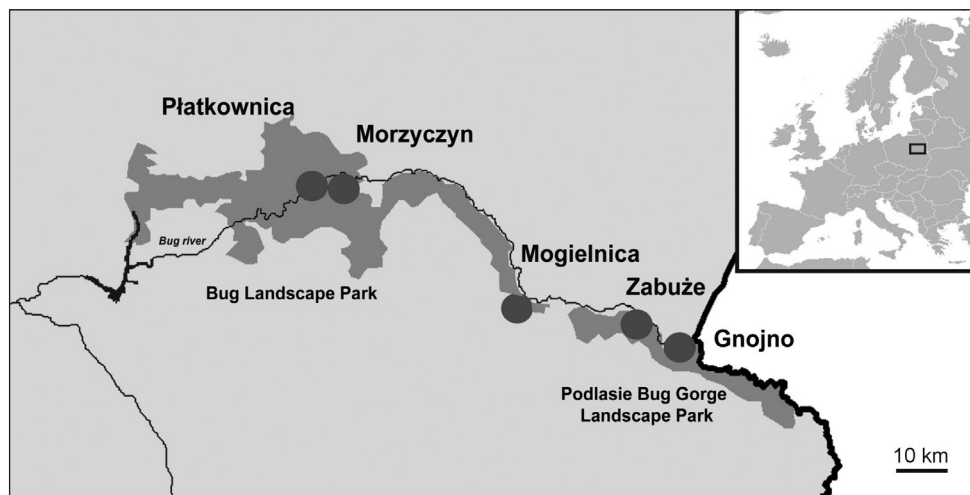 Płatkownica
Morzyczyn
Bug river
Mogielnica
Bug Landscape Park
Zabuże
Gnojno
Podlasie Bug Gorge
Landscape Park
10 km